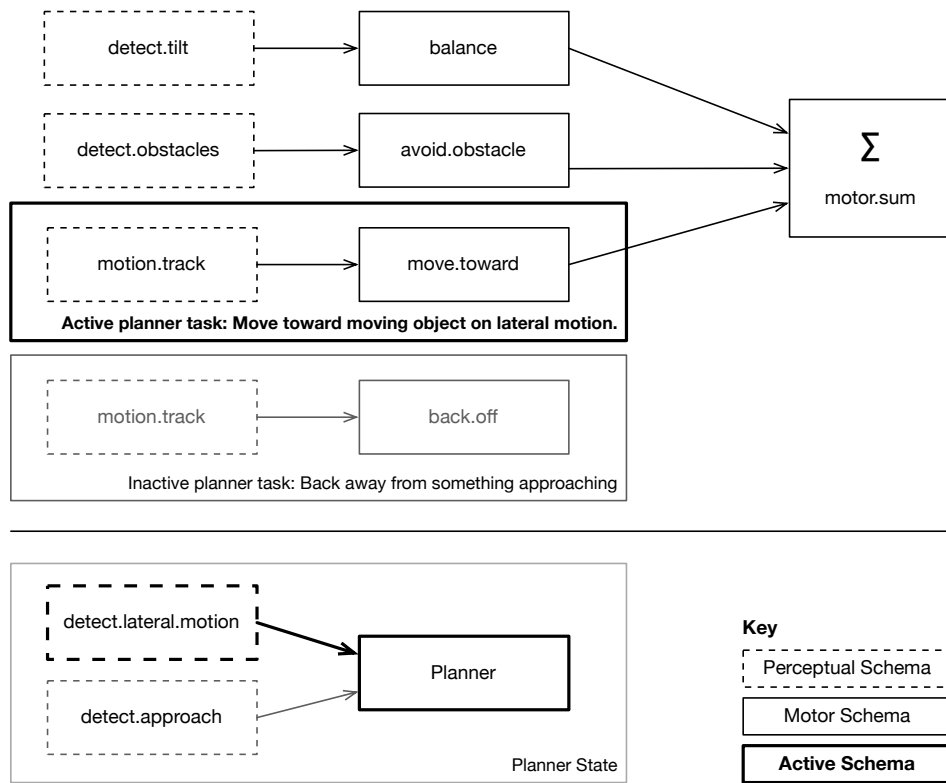 detect.tilt
balance
detect.obstacles
avoid.obstacle
Σ
motor.sum
motion.track
move.toward
Active planner task: Move toward moving object on lateral motion.
motion.track
back.off
Inactive planner task: Back away from something approaching
detect.lateral.motion
Planner
detect.approach
Planner State
Key
Perceptual Schema
Motor Schema
Active Schema